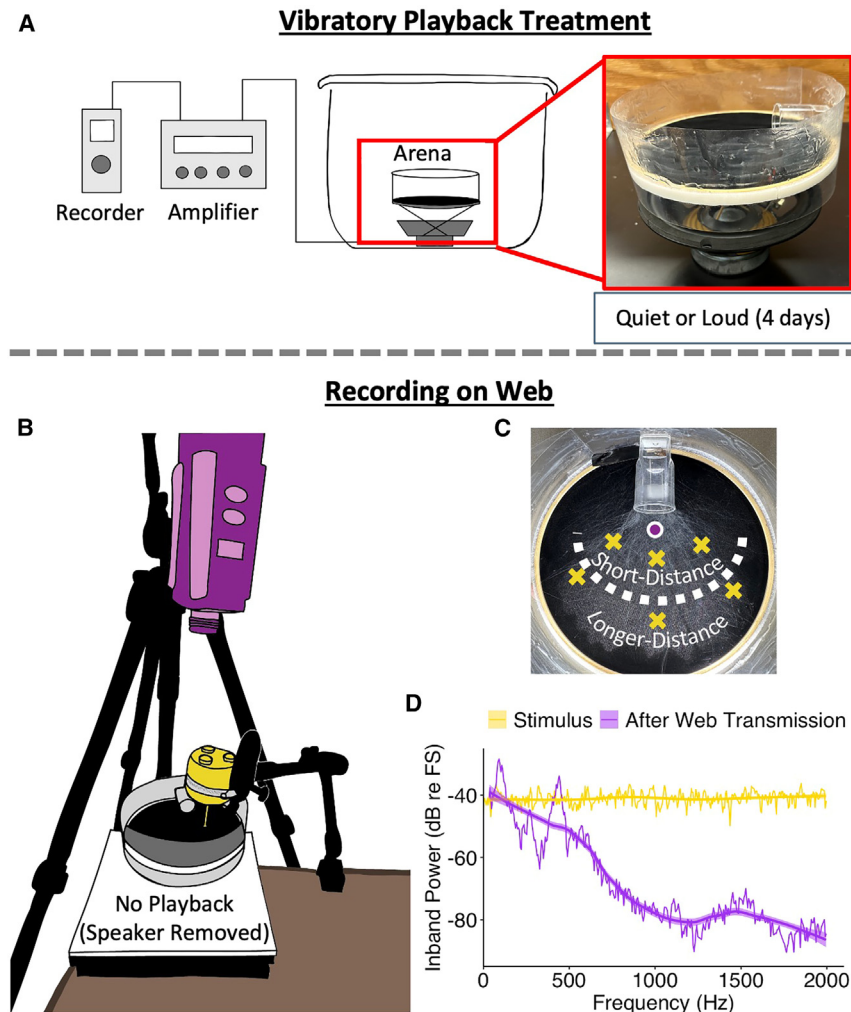 A
Vibratory Playback Treatment
Arena
Recorder
Amplifier
Quiet or Loud (4 days)
Recording on Web
B
No Playback
(Speaker Removed)
C
Short-Distance
Longer-Distance
D
Stimulus
After Web Transmission
Inband Power (dB re FS)
-40
-60
-80
0
500
1000
1500
2000
Frequency (Hz)